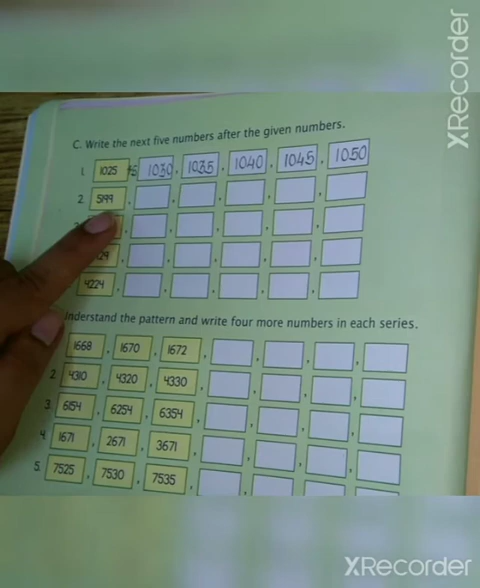 XRecorder
C. Write the next five numbers after the given numbers.
1. 1025 +5, 1030, 1035, 1040, 1045, 1050
2. 5199
4224
Understand the pattern and write four more numbers in each series.
1668, 1670, 1672,
2. 4310, 4320, 4330,
3. 6154, 6254, 6354,
4. 1671, 2671, 3671,
5. 7525, 7530, 7535,
XRecorder